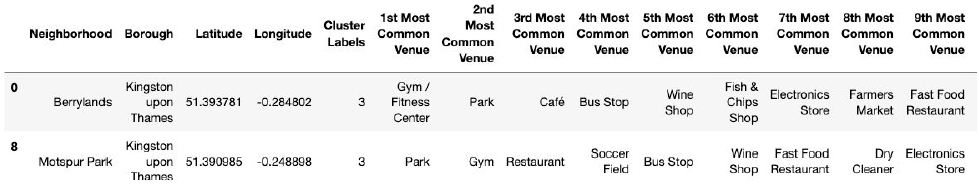 Neighborhood Borough Latitude Longitude Cluster Labels 1st Most Common Venue 2nd Most Common Venue 3rd Most Common Venue 4th Most Common Venue 5th Most Common Venue 6th Most Common Venue 7th Most Common Venue 8th Most Common Venue 9th Most Common Venue
0 Berrylands Kingston upon Thames 51.393781 -0.284802 3 Gym / Fitness Center Park Café Bus Stop Wine Shop Fish & Chips Shop Electronics Store Farmers Market Fast Food Restaurant
8 Motspur Park Kingston upon Thames 51.390985 -0.248898 3 Park Gym Restaurant Soccer Field Bus Stop Wine Shop Fast Food Restaurant Dry Cleaner Electronics Store